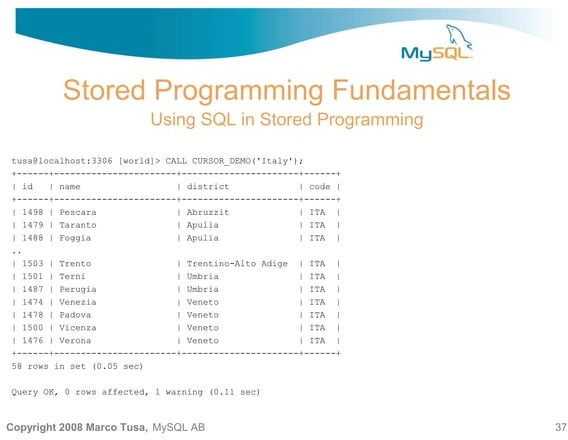 MySQL
Stored Programming Fundamentals
Using SQL in Stored Programming
tusa@localhost:3306 [world]> CALL CURSOR_DEMO('Italy');
+------+-----------------------+----------------------+------+
| id   | name                  | district             | code |
+------+-----------------------+----------------------+------+
| 1498 | Pescara               | Abruzzit             | ITA  |
| 1479 | Taranto               | Apulia               | ITA  |
| 1488 | Foggia                | Apulia               | ITA  |
..
| 1503 | Trento                | Trentino-Alto Adige  | ITA  |
| 1501 | Terni                 | Umbria               | ITA  |
| 1487 | Perugia               | Umbria               | ITA  |
| 1474 | Venezia               | Veneto               | ITA  |
| 1478 | Padova                | Veneto               | ITA  |
| 1500 | Vicenza               | Veneto               | ITA  |
| 1476 | Verona                | Veneto               | ITA  |
+------+-----------------------+----------------------+------+
58 rows in set (0.05 sec)
Query OK, 0 rows affected, 1 warning (0.11 sec)
Copyright 2008 Marco Tusa, MySQL AB 37